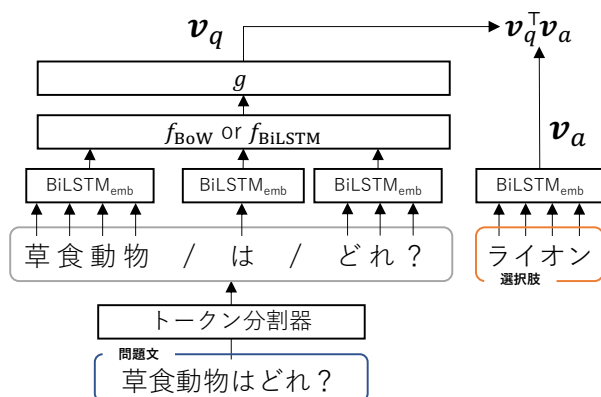 𝒗_q
𝒗_q^⊤𝒗_a
g
f_BoW or f_BiLSTM
𝒗_a
BiLSTM_emb
BiLSTM_emb
BiLSTM_emb
BiLSTM_emb
草食動物 / は / どれ？
ライオン
選択肢
トークン分割器
問題文
草食動物はどれ？